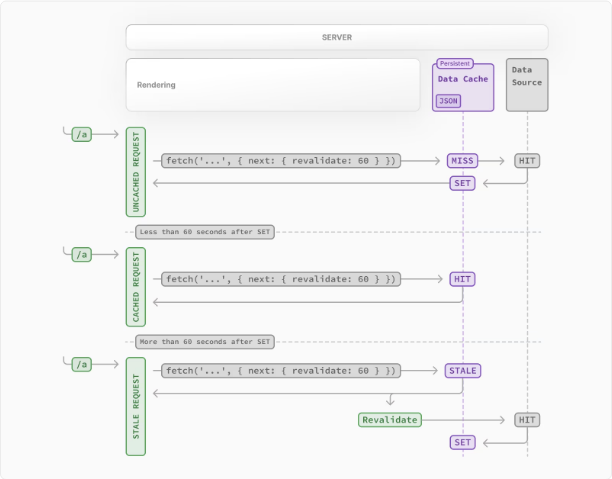 SERVER
Rendering
Persistent
Data Cache
JSON
Data
Source
/a
UNCACHED REQUEST
fetch('...', { next: { revalidate: 60 } })
MISS
HIT
SET
Less than 60 seconds after SET
/a
CACHED REQUEST
fetch('...', { next: { revalidate: 60 } })
HIT
More than 60 seconds after SET
/a
STALE REQUEST
fetch('...', { next: { revalidate: 60 } })
STALE
Revalidate
HIT
SET